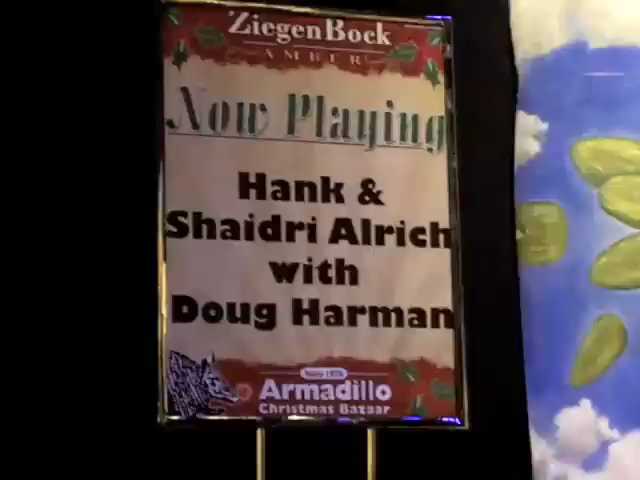 ZiegenBock
AMBER
Now Playing
Hank &
Shaidri Alrich
with
Doug Harman
Since 1976
Armadillo
Christmas Bazaar